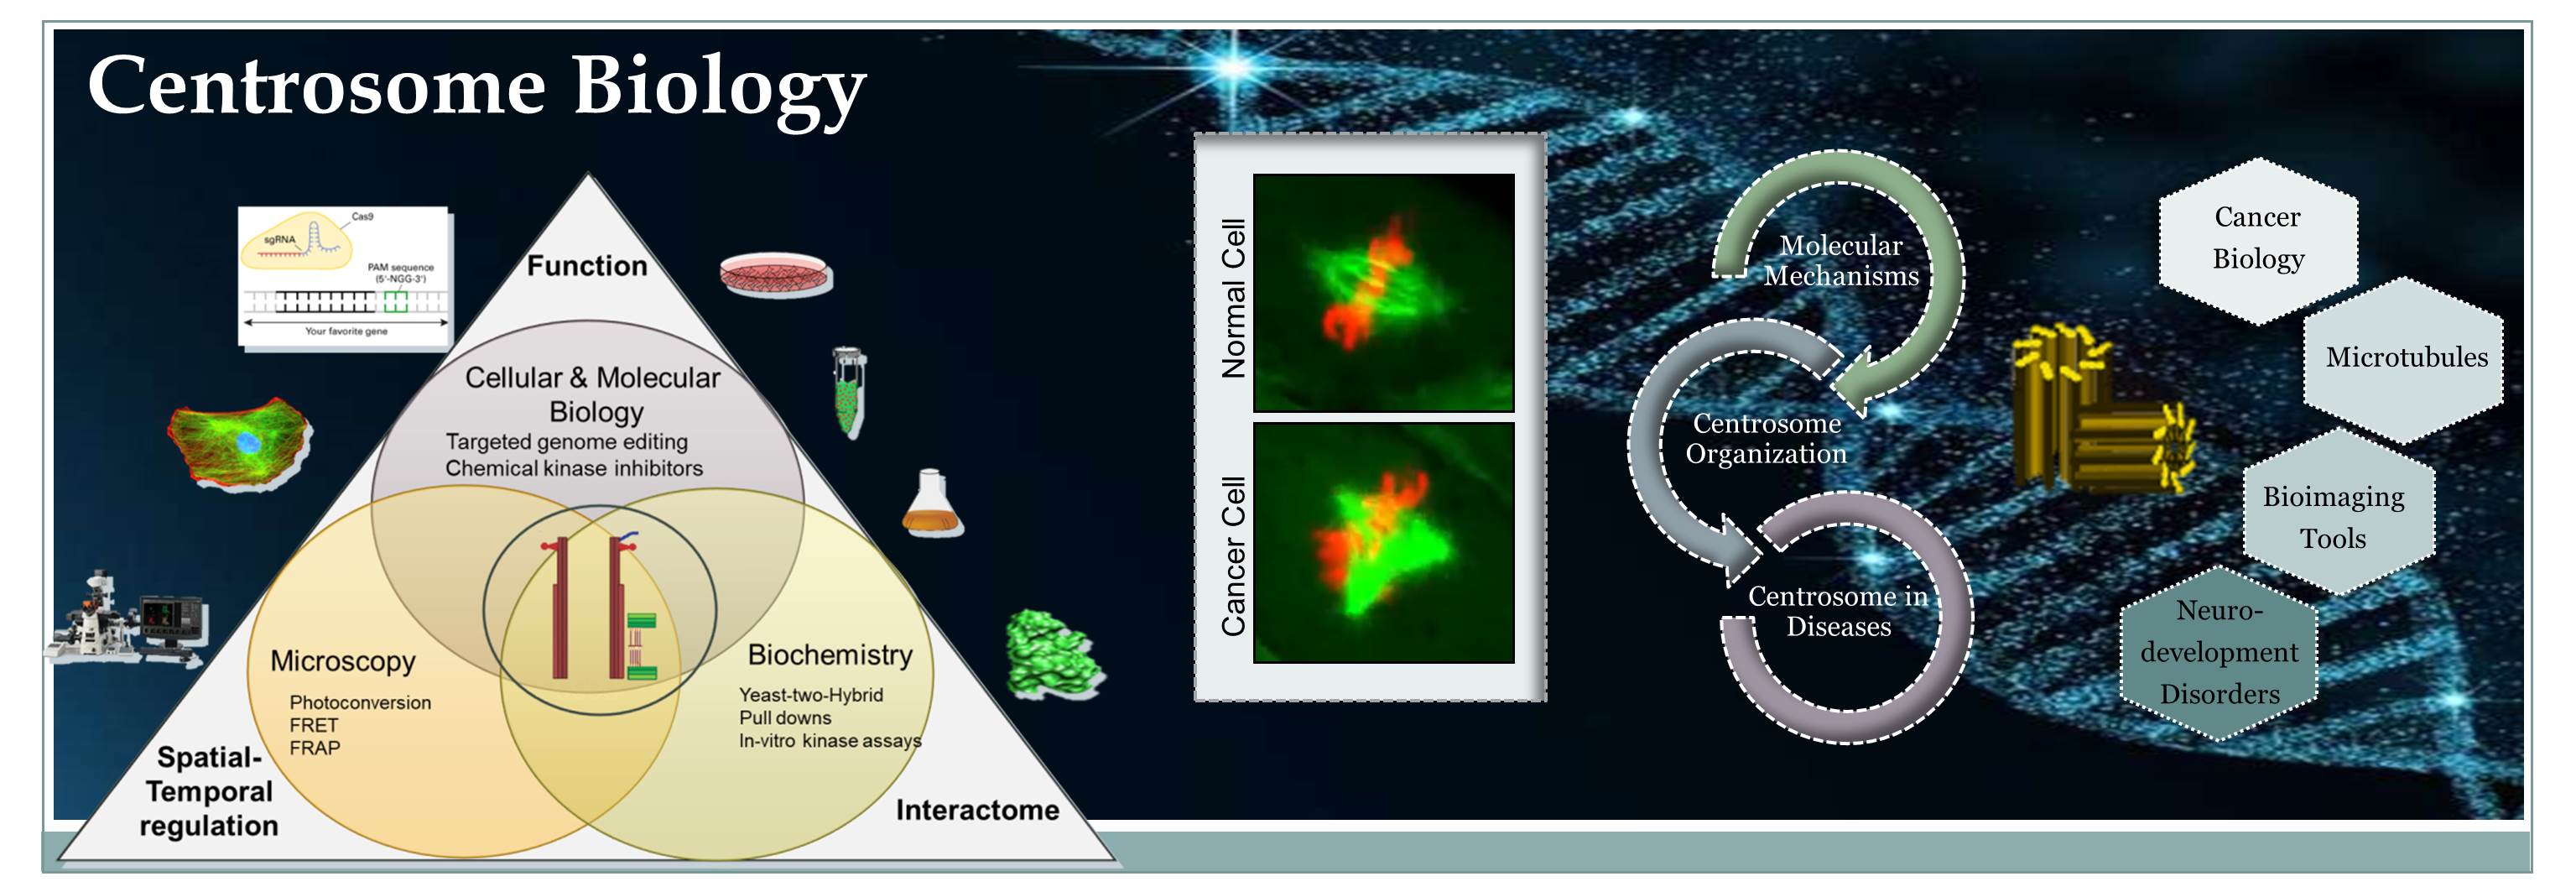 Centrosome Biology
Cas9
sgRNA
PAM sequence
(5'-NGG-3')
Your favorite gene
Function
Cellular & Molecular
Biology
Targeted genome editing
Chemical kinase inhibitors
Microscopy
Photoconversion
FRET
FRAP
Biochemistry
Yeast-two-Hybrid
Pull downs
In-vitro kinase assays
Spatial-
Temporal
regulation
Interactome
Normal Cell
Cancer Cell
Molecular
Mechanisms
Centrosome
Organization
Centrosome in
Diseases
Cancer
Biology
Microtubules
Bioimaging
Tools
Neuro-
development
Disorders